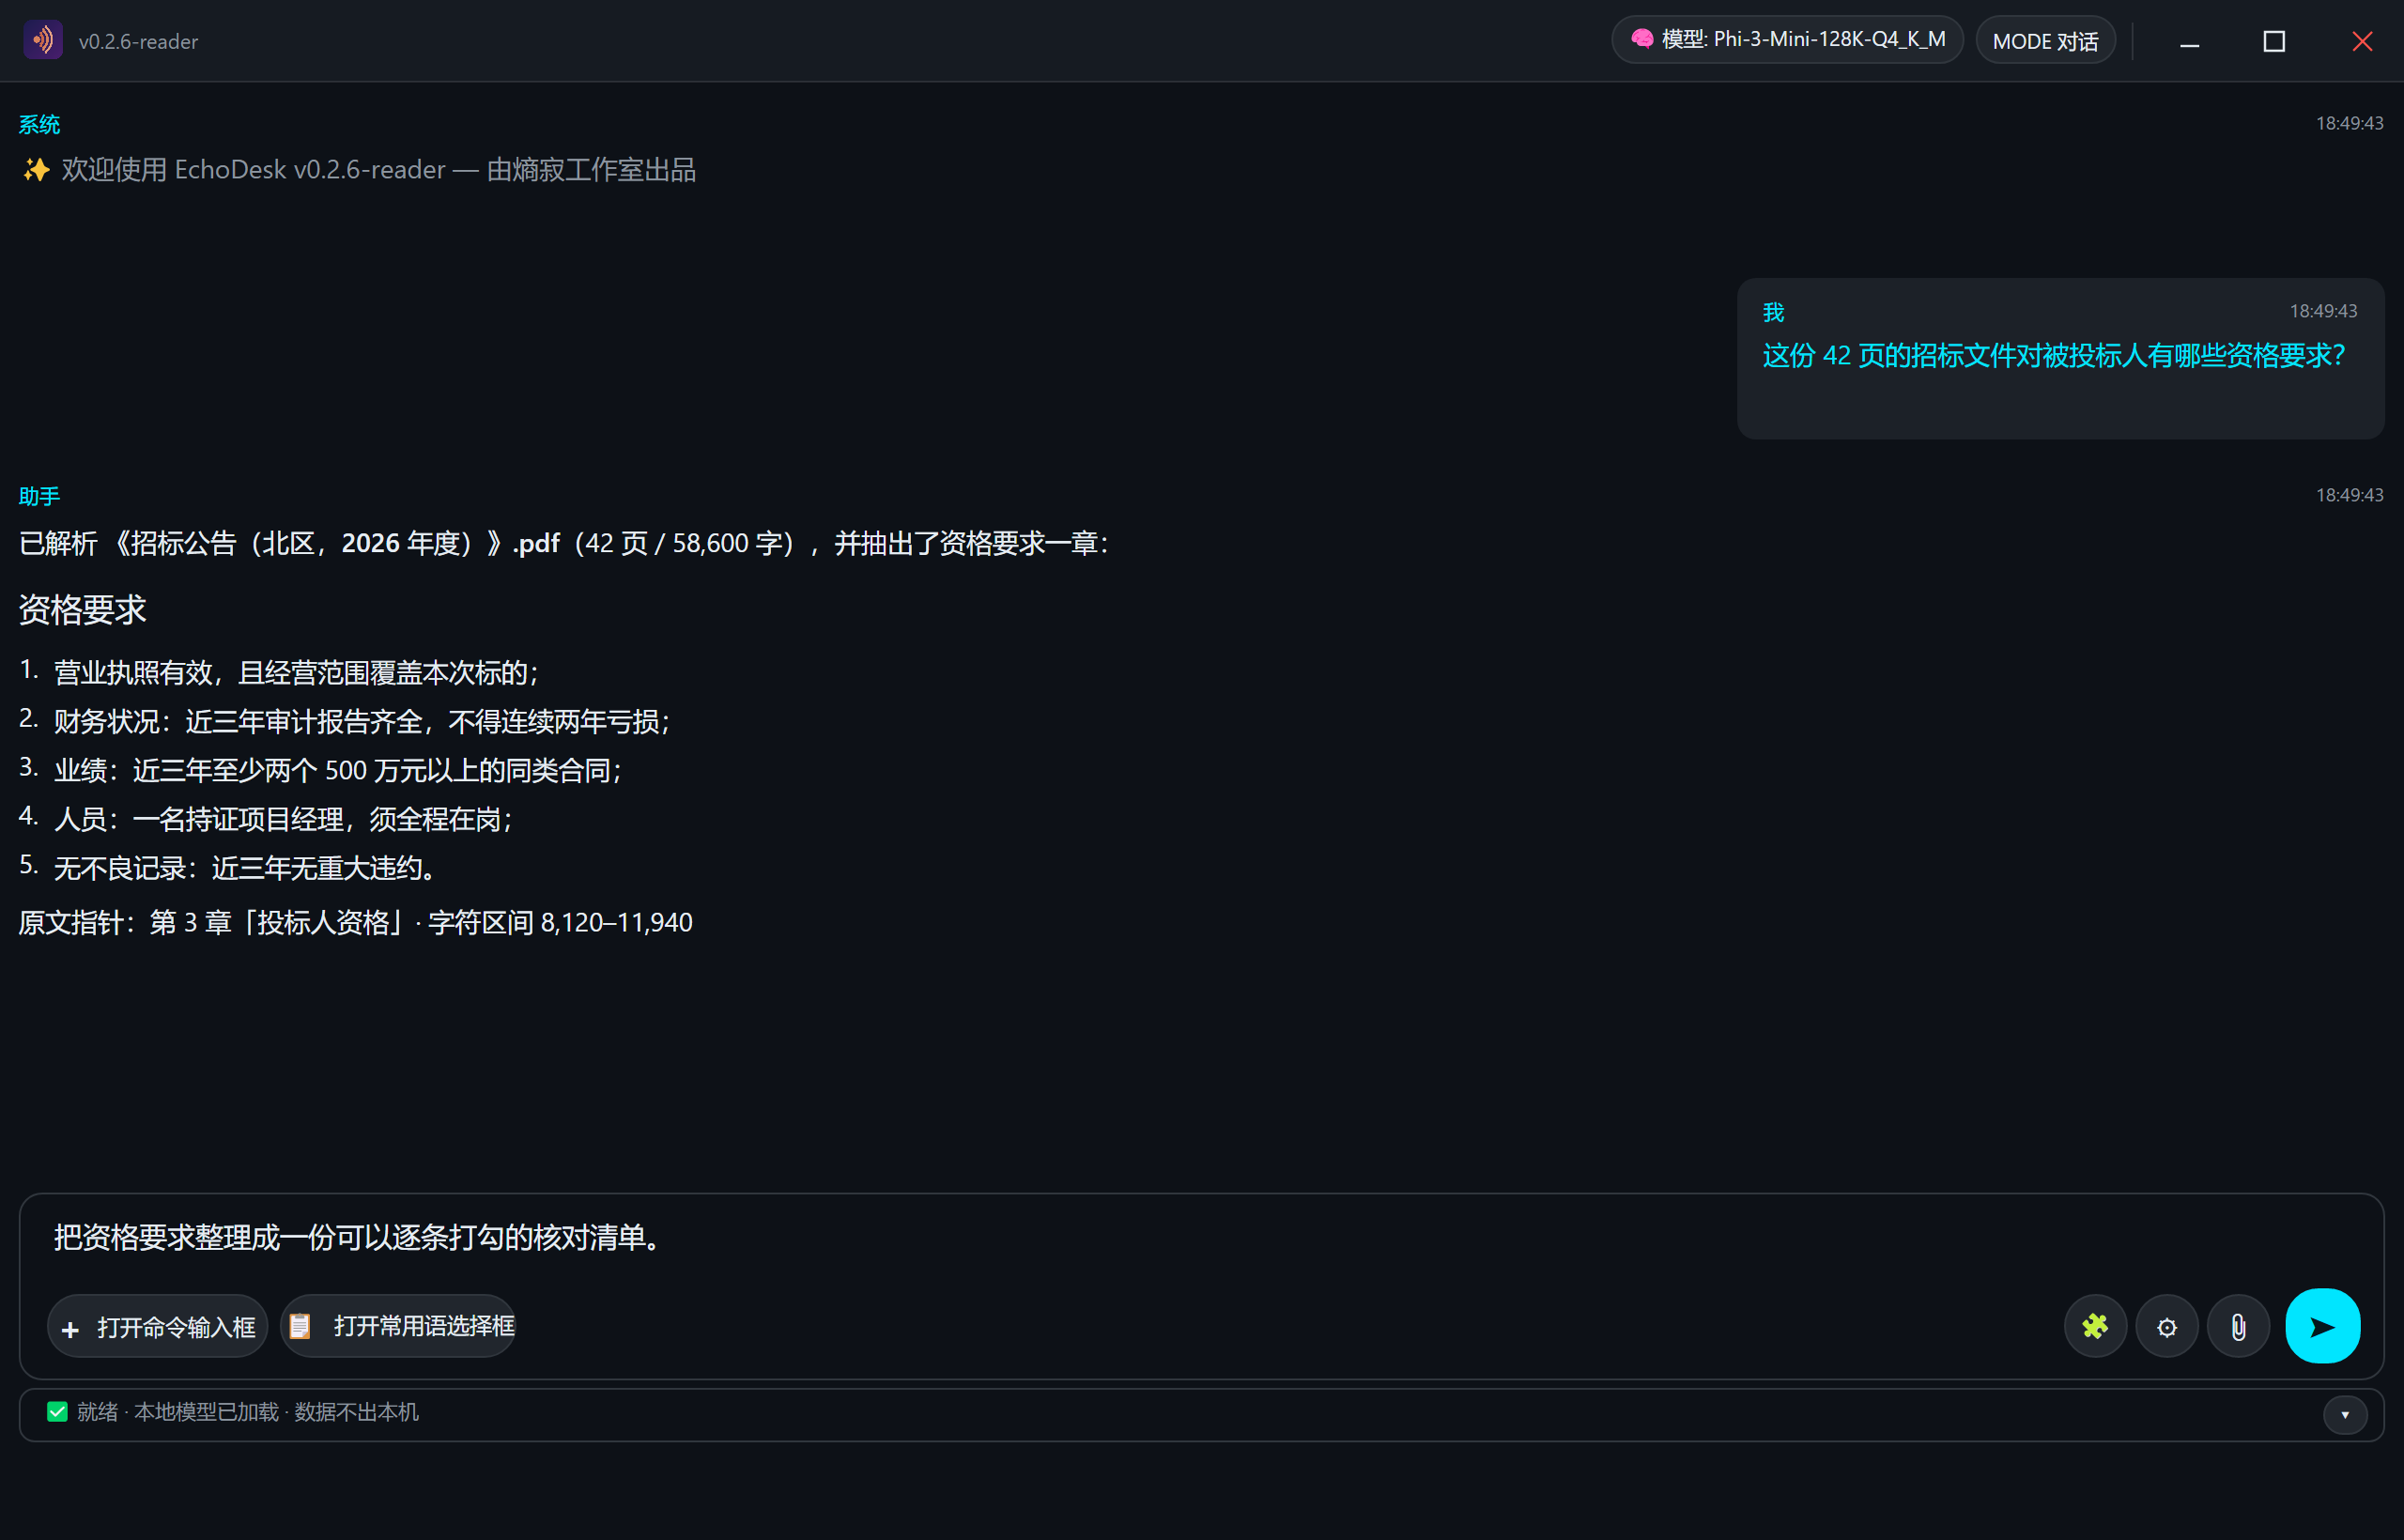 v0.2.6-reader
模型: Phi-3-Mini-128K-Q4_K_M
MODE 对话
系统
18:49:43
✨ 欢迎使用 EchoDesk v0.2.6-reader — 由熵寂工作室出品
我
18:49:43
这份 42 页的招标文件对被投标人有哪些资格要求?
助手
18:49:43
已解析 《招标公告（北区，2026 年度）》.pdf（42 页 / 58,600 字），并抽出了资格要求一章：
资格要求
1. 营业执照有效，且经营范围覆盖本次标的；
2. 财务状况：近三年审计报告齐全，不得连续两年亏损；
3. 业绩：近三年至少两个 500 万元以上的同类合同；
4. 人员：一名持证项目经理，须全程在岗；
5. 无不良记录：近三年无重大违约。
原文指针：第 3 章「投标人资格」· 字符区间 8,120–11,940
把资格要求整理成一份可以逐条打勾的核对清单。
+ 打开命令输入框
打开常用语选择框
就绪 · 本地模型已加载 · 数据不出本机